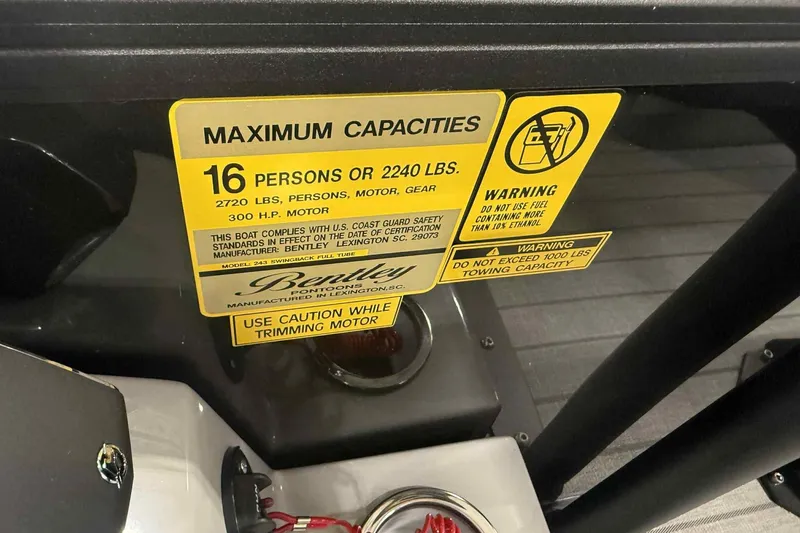 MAXIMUM CAPACITIES
16 PERSONS OR 2240 LBS.
2720 LBS, PERSONS, MOTOR, GEAR
300 H.P. MOTOR
THIS BOAT COMPLIES WITH U.S. COAST GUARD SAFETY
STANDARDS IN EFFECT ON THE DATE OF CERTIFICATION
MANUFACTURER: BENTLEY LEXINGTON SC. 29073
MODEL: 243 SWINGBACK FULL TUBE
Bentley
PONTOONS
MANUFACTURED IN LEXINGTON,SC.
USE CAUTION WHILE
TRIMMING MOTOR
WARNING
DO NOT USE FUEL
CONTAINING MORE
THAN 10% ETHANOL.
WARNING
DO NOT EXCEED 1000 LBS
TOWING CAPACITY